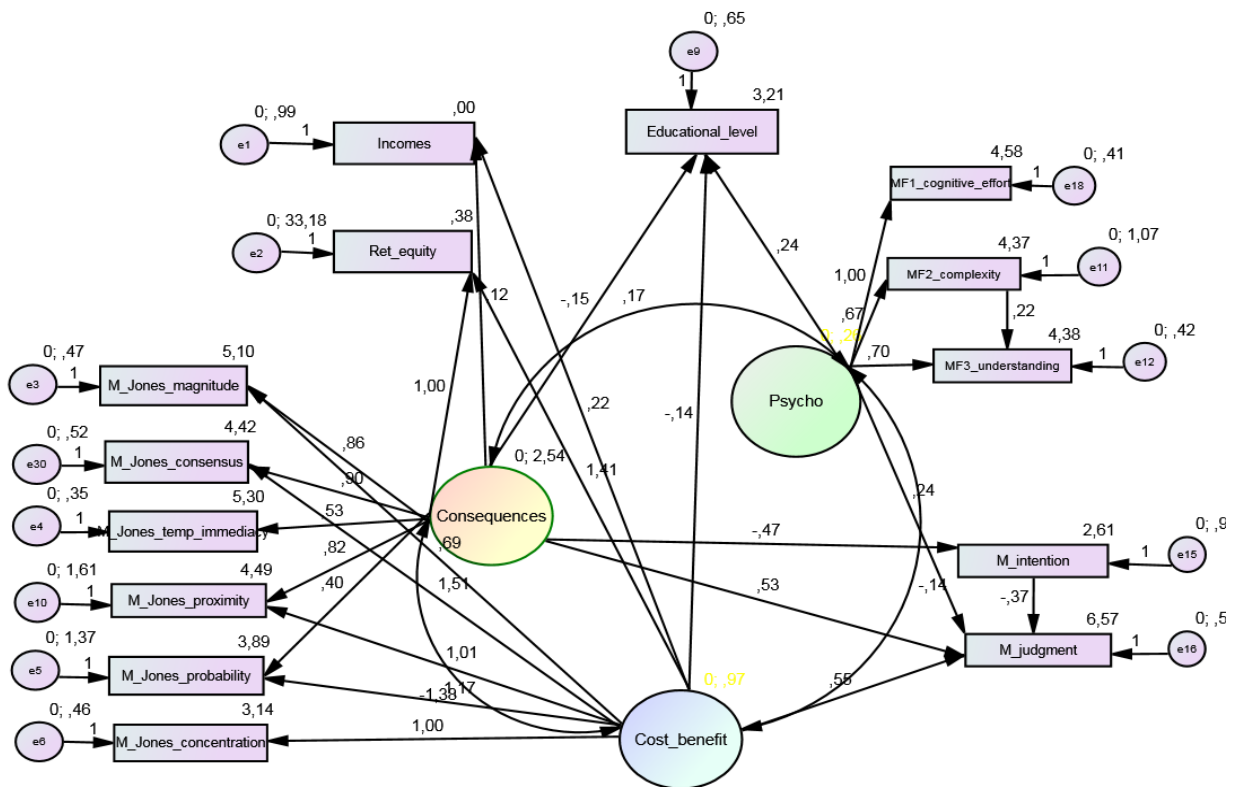 0; ,65
e9
1
3,21
Educational_level
0; ,99
,00
e1
1
Incomes
4,58
0; ,41
MF1_cognitive_effort
1
e18
0; 33,18
,38
e2
1
Ret_equity
,24
4,37
0; 1,07
1,00
MF2_complexity
1
e11
12
-,15
,17
,67
,22
4,38
0; ,42
,70
MF3_understanding
1
e12
0; ,47
5,10
e3
1
M_Jones_magnitude
1,00
Psycho
,22
-,14
0; ,52
4,42
e30
1
M_Jones_consensus
,86
,90
0; 2,54
1,41
0; ,35
5,30
e4
1
M_Jones_temp_immediacy
53
Consequences
,24
-,47
2,61
M_intention
1
e15
,69
0; 1,61
4,49
,82
e10
1
M_Jones_proximity
,40
1,51
,53
-,14
-,37
6,57
M_judgment
1
e16
0; 1,37
3,89
e5
1
M_Jones_probability
1,01
-1,38
1,17
0; ,97
,55
0; ,46
3,14
e6
1
M_Jones_concentration
1,00
Cost_benefit